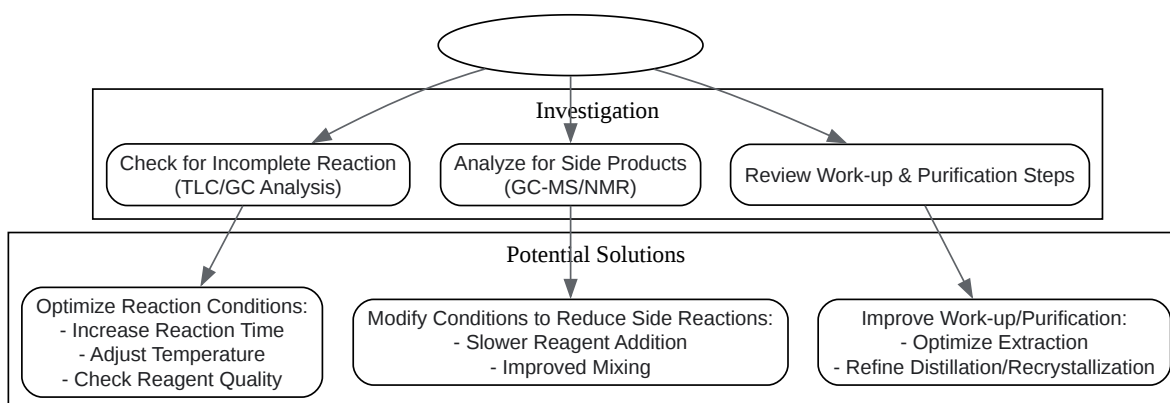 Investigation
Check for Incomplete Reaction
(TLC/GC Analysis)
Analyze for Side Products
(GC-MS/NMR)
Review Work-up & Purification Steps
Potential Solutions
Optimize Reaction Conditions:
- Increase Reaction Time
- Adjust Temperature
- Check Reagent Quality
Modify Conditions to Reduce Side Reactions:
- Slower Reagent Addition
- Improved Mixing
Improve Work-up/Purification:
- Optimize Extraction
- Refine Distillation/Recrystallization